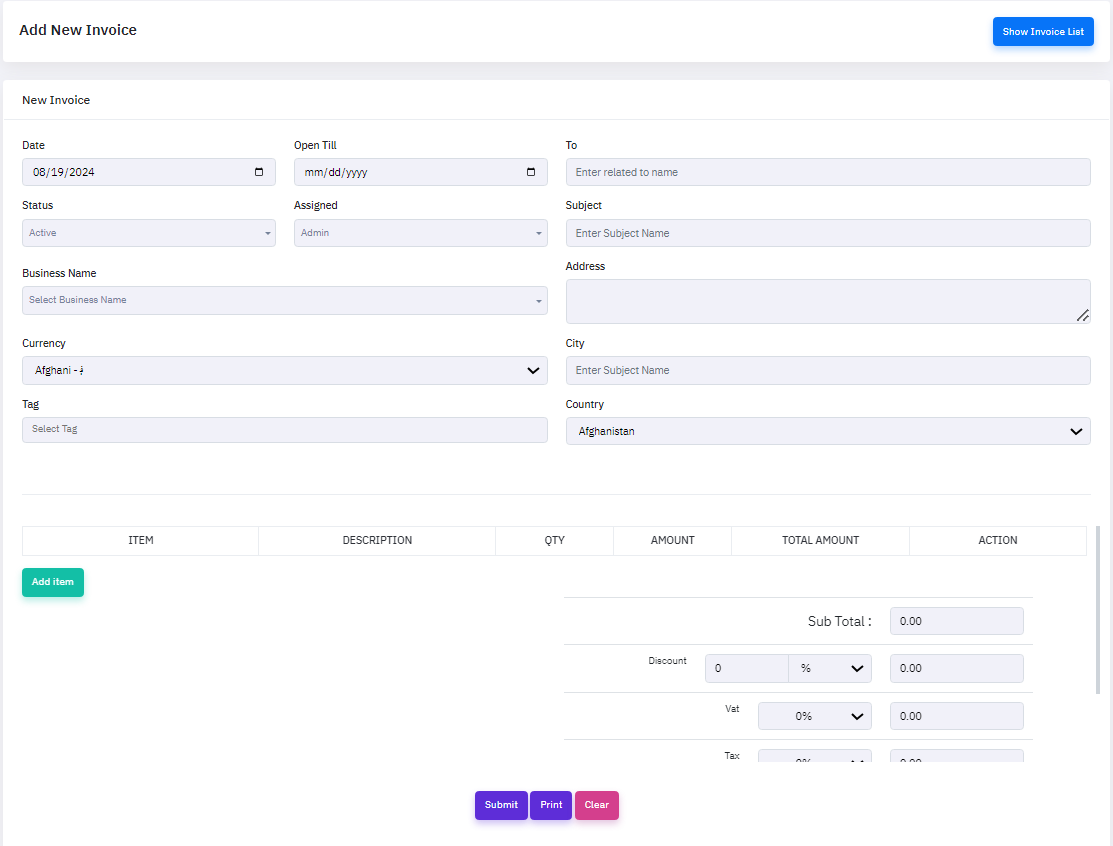 Add New Invoice
Show Invoice List
New Invoice
Date
Open Till
To
08/19/2024
mm/dd/yyyy
Enter related to name
Status
Assigned
Subject
Active
Admin
Enter Subject Name
Business Name
Address
Select Business Name
Currency
City
Afghani - ؋
Enter Subject Name
Tag
Country
Select Tag
Afghanistan
ITEM DESCRIPTION QTY AMOUNT TOTAL AMOUNT ACTION
Add item
Sub Total : 0.00
Discount 0 % 0.00
Vat 0% 0.00
Tax 0% 0.00
Submit Print Clear